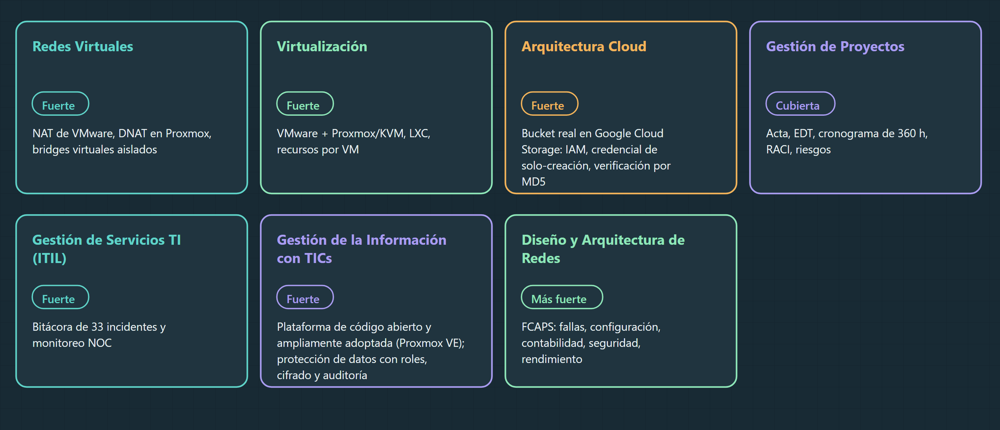 Redes Virtuales
Fuerte
NAT de VMware, DNAT en Proxmox,
bridges virtuales aislados
Virtualización
Fuerte
VMware + Proxmox/KVM, LXC,
recursos por VM
Arquitectura Cloud
Fuerte
Bucket real en Google Cloud
Storage: IAM, credencial de
solo-creación, verificación por
MD5
Gestión de Proyectos
Cubierta
Acta, EDT, cronograma de 360 h,
RACI, riesgos
Gestión de Servicios TI
(ITIL)
Fuerte
Bitácora de 33 incidentes y
monitoreo NOC
Gestión de la Información
con TICs
Fuerte
Plataforma de código abierto y
ampliamente adoptada (Proxmox VE);
protección de datos con roles,
cifrado y auditoría
Diseño y Arquitectura de
Redes
Más fuerte
FCAPS: fallas, configuración,
contabilidad, seguridad,
rendimiento